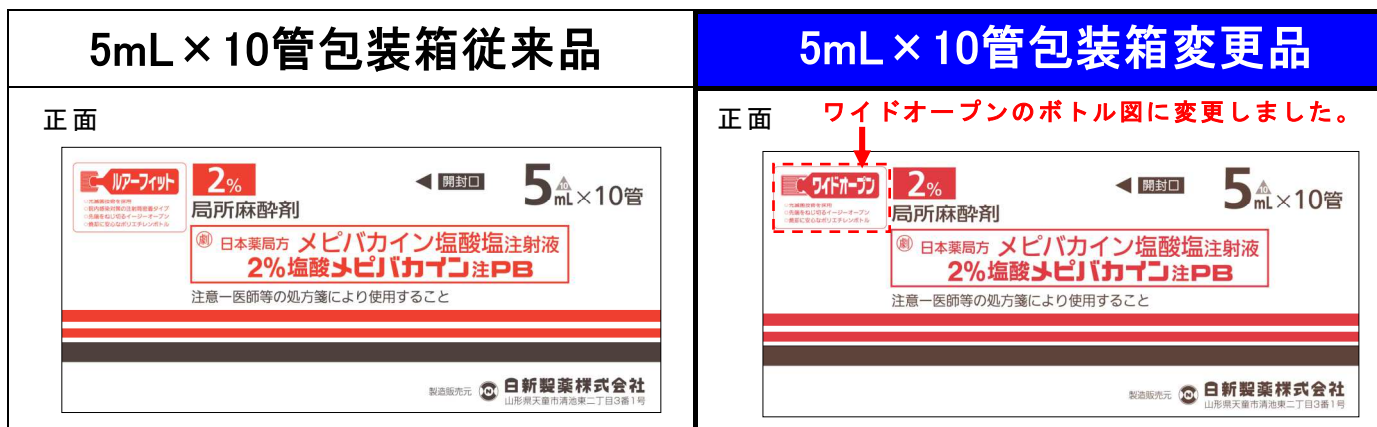 5mL×10管包装箱従来品
正面
ルアーフィット
2%
開封口
5mL×10管
局所麻酔剤
劇 日本薬局方 メピバカイン塩酸塩注射液
2%塩酸メピバカイン注PB
注意－医師等の処方箋により使用すること
製造販売元 日新製薬株式会社
山形県天童市清池東二丁目3番1号
5mL×10管包装箱変更品
正面
ワイドオープンのボトル図に変更しました。
ワイドオープン
2%
開封口
5mL×10管
局所麻酔剤
劇 日本薬局方 メピバカイン塩酸塩注射液
2%塩酸メピバカイン注PB
注意－医師等の処方箋により使用すること
製造販売元 日新製薬株式会社
山形県天童市清池東二丁目3番1号